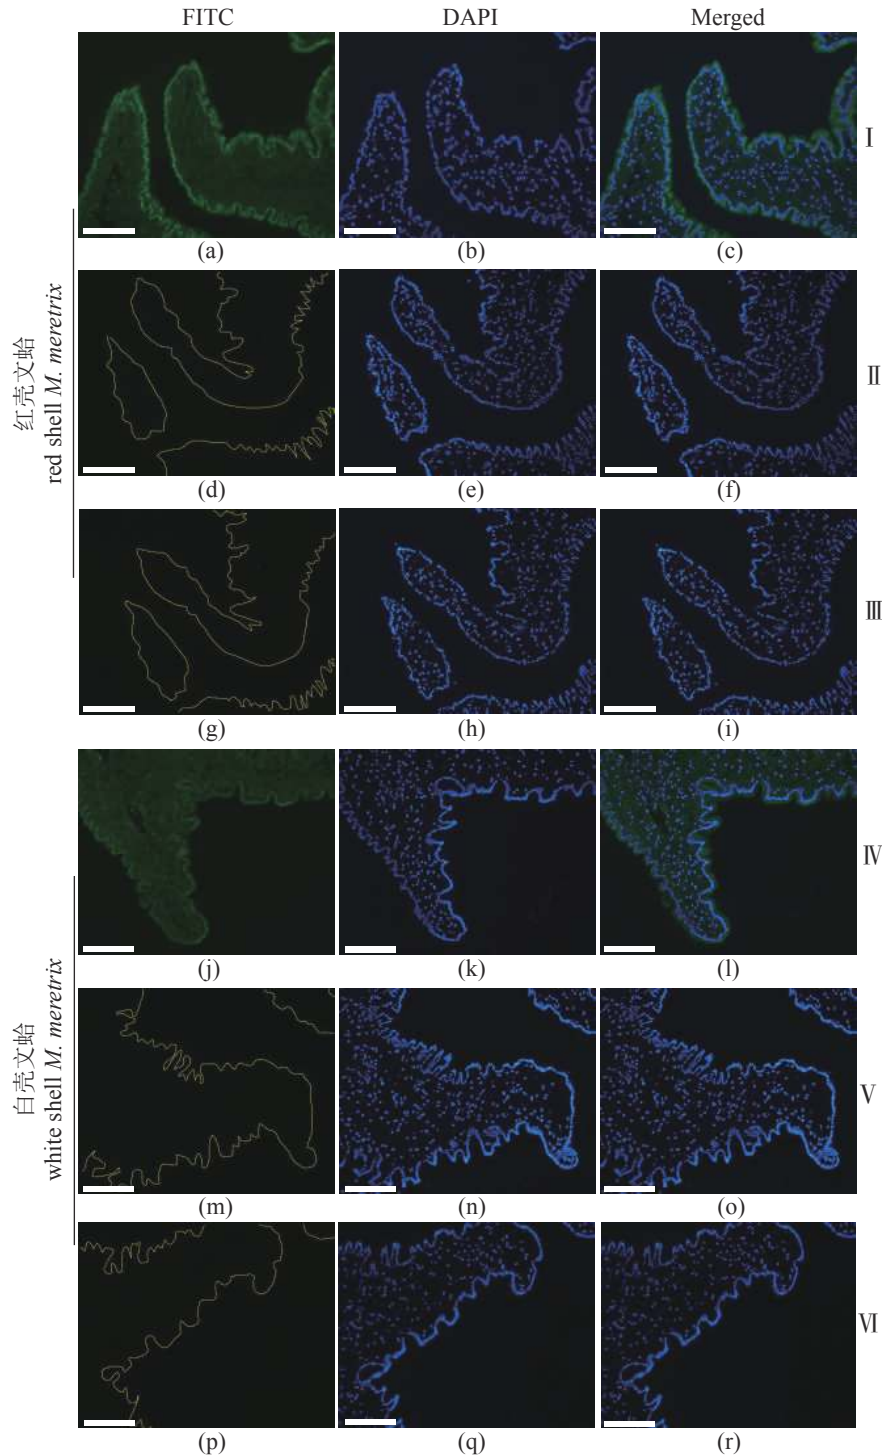 FITC DAPI Merged
Ⅰ
(a) (b) (c)
Ⅱ
(d) (e) (f)
红壳文蛤
red shell M. meretrix
Ⅲ
(g) (h) (i)
Ⅳ
(j) (k) (l)
Ⅴ
(m) (n) (o)
白壳文蛤
white shell M. meretrix
Ⅵ
(p) (q) (r)